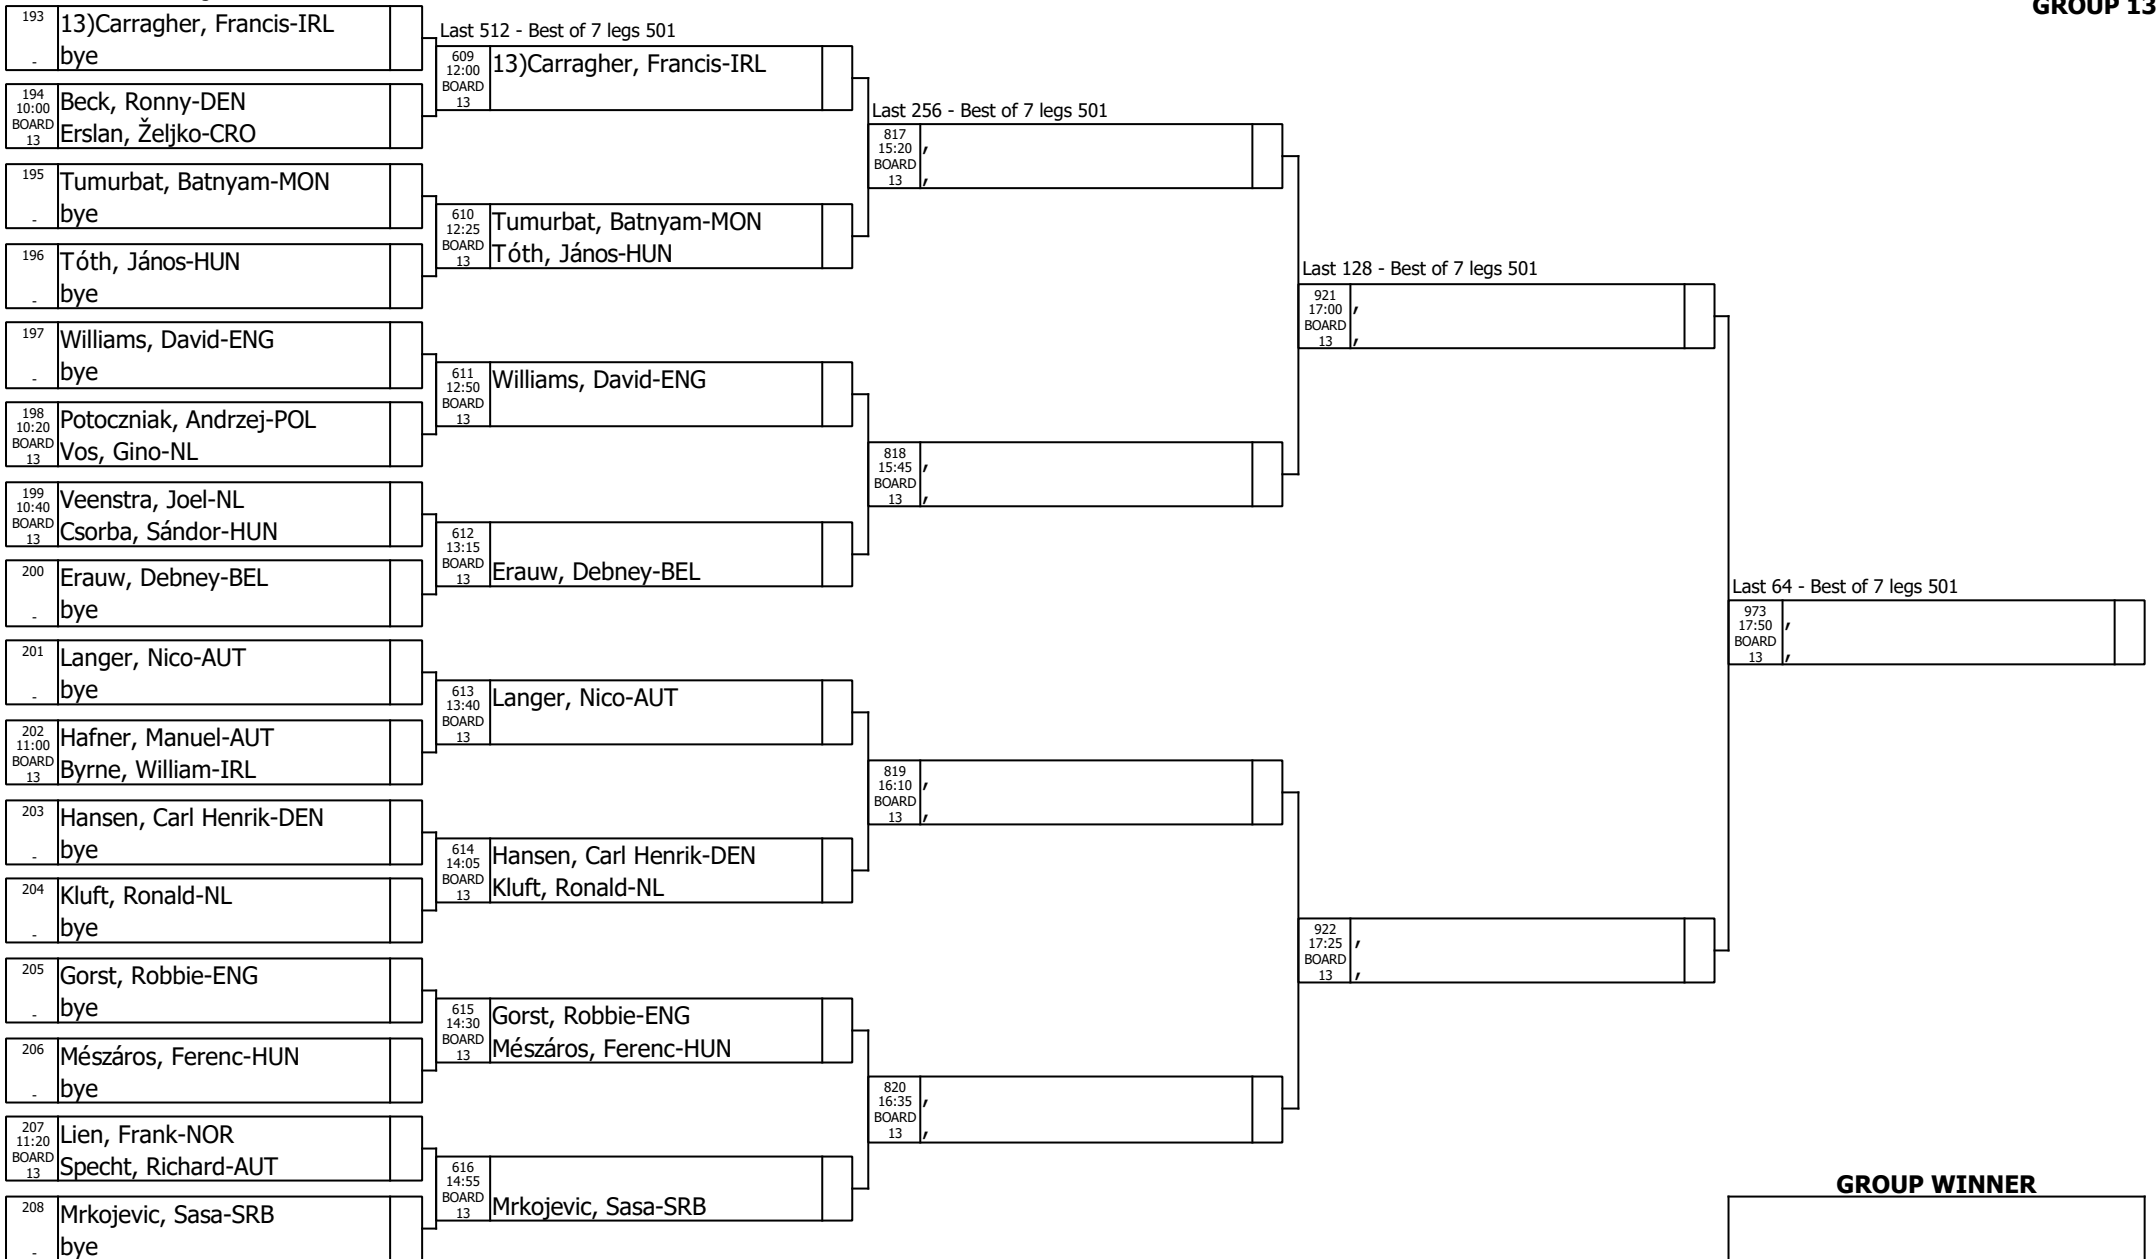 GROUP 13
193
13)Carragher, Francis-IRL
- bye
194
10:00
BOARD
13
Beck, Ronny-DEN
Erslan, Željko-CRO
195
Tumurbat, Batnyam-MON
- bye
196
Tóth, János-HUN
- bye
197
Williams, David-ENG
- bye
198
10:20
BOARD
13
Potoczniak, Andrzej-POL
Vos, Gino-NL
199
10:40
BOARD
13
Veenstra, Joel-NL
Csorba, Sándor-HUN
200
Erauw, Debney-BEL
- bye
201
Langer, Nico-AUT
- bye
202
11:00
BOARD
13
Hafner, Manuel-AUT
Byrne, William-IRL
203
Hansen, Carl Henrik-DEN
- bye
204
Kluft, Ronald-NL
- bye
205
Gorst, Robbie-ENG
- bye
206
Mészáros, Ferenc-HUN
- bye
207
11:20
BOARD
13
Lien, Frank-NOR
Specht, Richard-AUT
208
Mrkojevic, Sasa-SRB
- bye
Last 512 - Best of 7 legs 501
609
12:00
BOARD
13
13)Carragher, Francis-IRL
610
12:25
BOARD
13
Tumurbat, Batnyam-MON
Tóth, János-HUN
611
12:50
BOARD
13
Williams, David-ENG
612
13:15
BOARD
13
Erauw, Debney-BEL
613
13:40
BOARD
13
Langer, Nico-AUT
614
14:05
BOARD
13
Hansen, Carl Henrik-DEN
Kluft, Ronald-NL
615
14:30
BOARD
13
Gorst, Robbie-ENG
Mészáros, Ferenc-HUN
616
14:55
BOARD
13
Mrkojevic, Sasa-SRB
Last 256 - Best of 7 legs 501
817
15:20
BOARD
13
,
,
818
15:45
BOARD
13
,
,
819
16:10
BOARD
13
,
,
820
16:35
BOARD
13
,
,
Last 128 - Best of 7 legs 501
921
17:00
BOARD
13
,
,
922
17:25
BOARD
13
,
,
Last 64 - Best of 7 legs 501
973
17:50
BOARD
13
,
,
GROUP WINNER